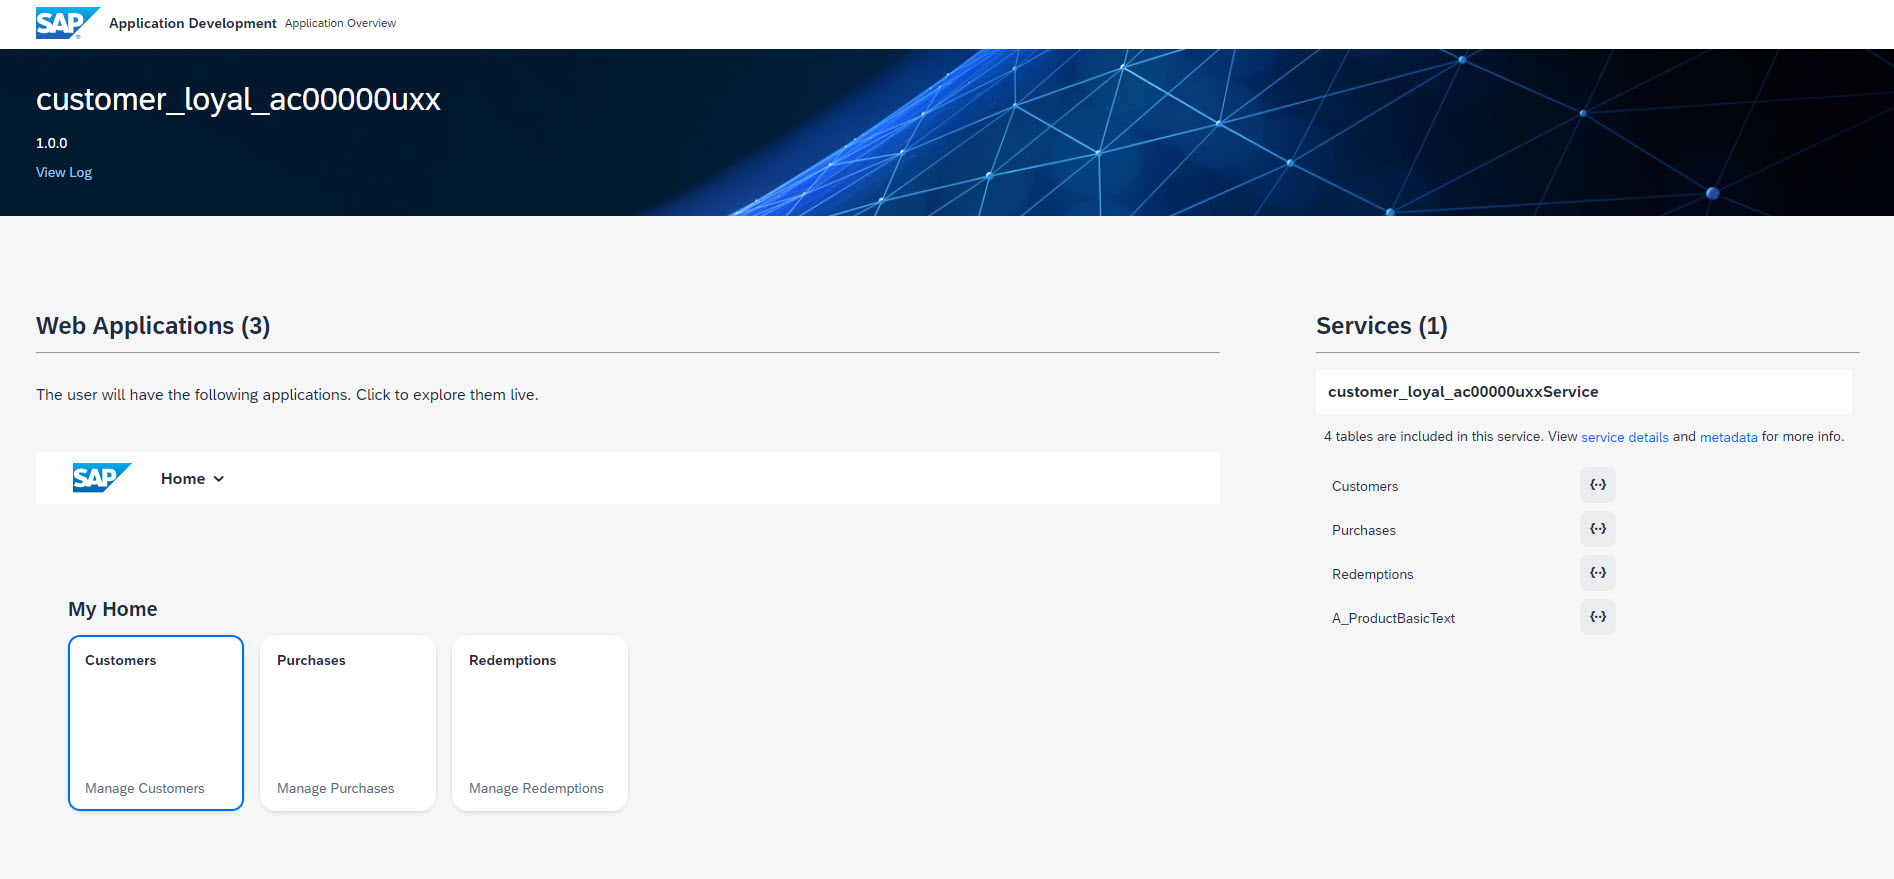 SAP Application Development Application Overview
customer_loyal_ac00000uxx
1.0.0
View Log
Web Applications (3)
The user will have the following applications. Click to explore them live.
SAP Home
My Home
Customers
Manage Customers
Purchases
Manage Purchases
Redemptions
Manage Redemptions
Services (1)
customer_loyal_ac00000uxxService
4 tables are included in this service. View service details and metadata for more info.
Customers
Purchases
Redemptions
A_ProductBasicText